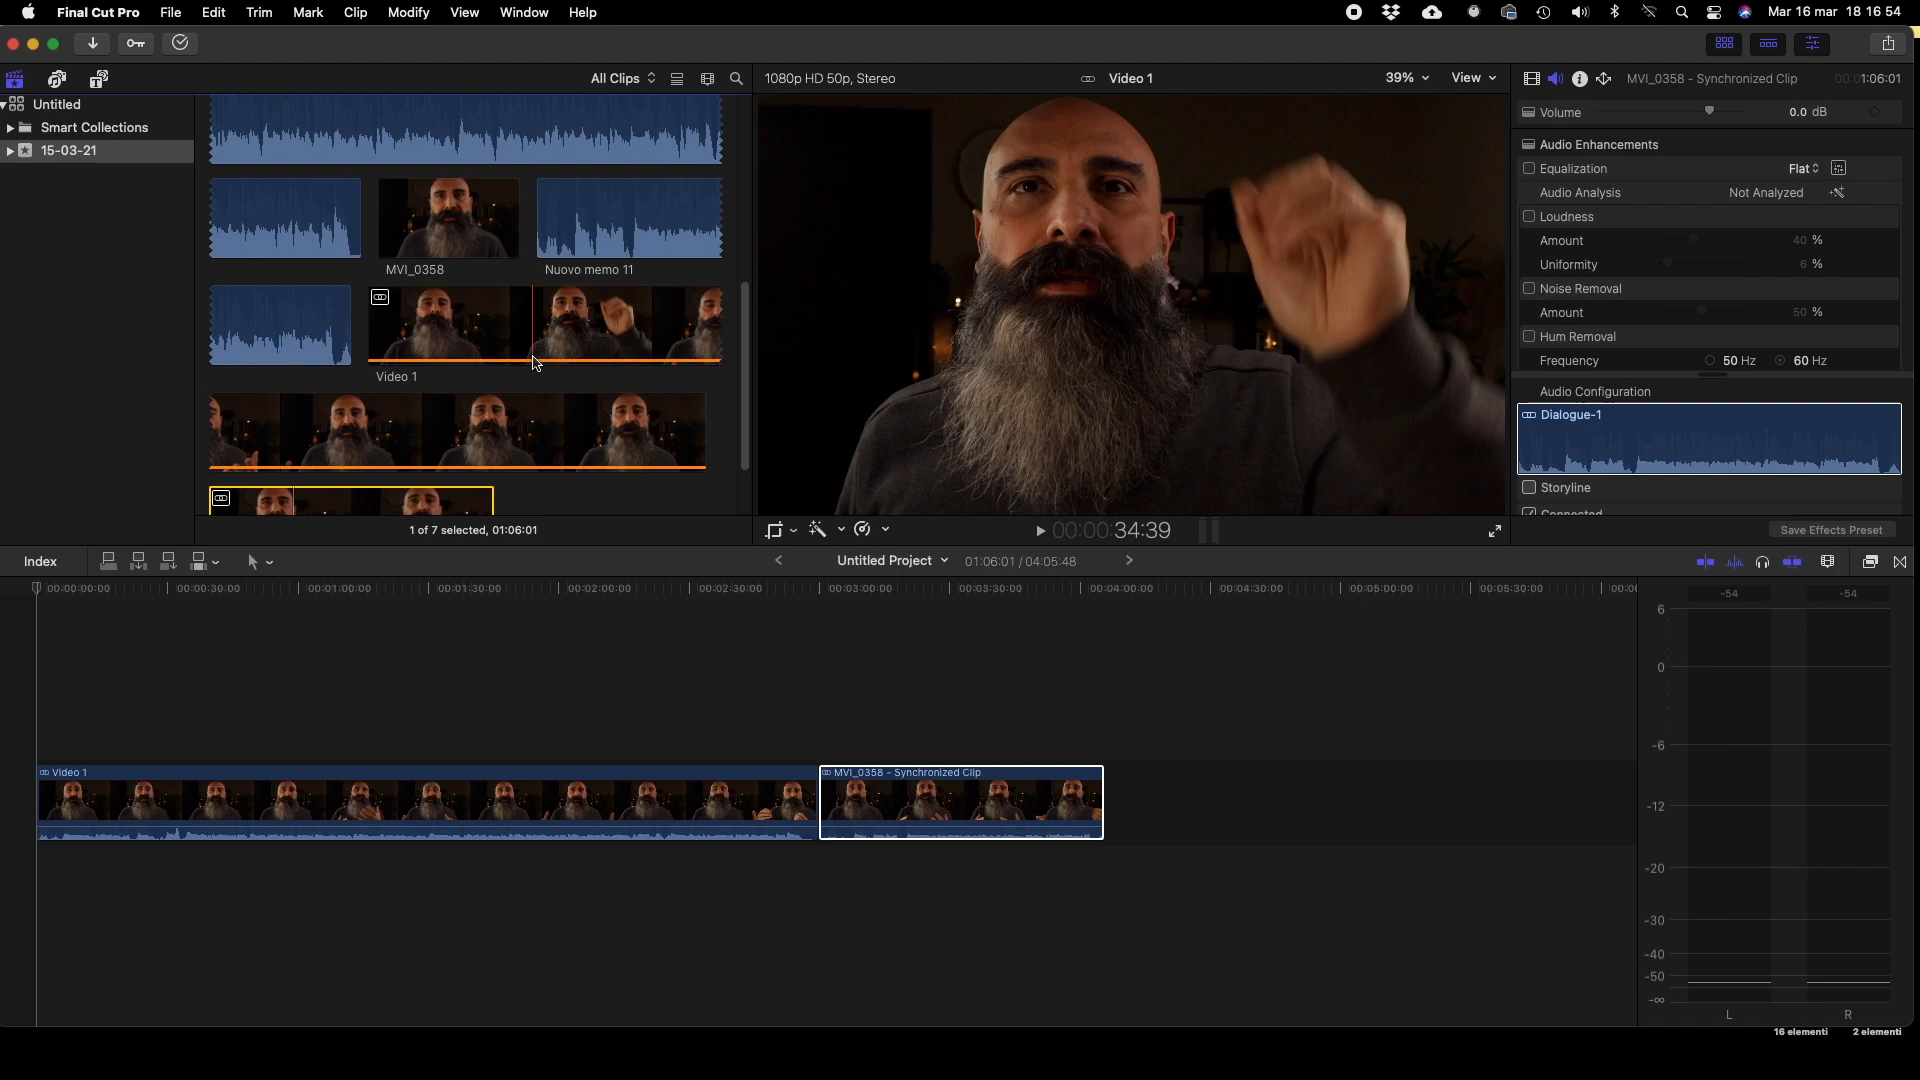 Final Cut Pro File Edit Trim Mark Clip Modify View Window Help Mar 16 mar 18 16 54
All Clips 1080p HD 50p, Stereo Video 1 39% View MVI_0358 - Synchronized Clip 00:01:06:01
Untitled
Smart Collections
15-03-21
MVI_0358 Nuovo memo 11
Video 1
1 of 7 selected, 01:06:01
00:00:00:34:39
Volume 0.0 dB
Audio Enhancements
Equalization Flat
Audio Analysis Not Analyzed
Loudness
Amount 40 %
Uniformity 6 %
Noise Removal
Amount 50 %
Hum Removal
Frequency 50 Hz 60 Hz
Audio Configuration
Dialogue-1
Storyline
Connected
Save Effects Preset
Index Untitled Project 01:06:01 / 04:05:48
00:00:00:00 00:00:30:00 00:01:00:00 00:01:30:00 00:02:00:00 00:02:30:00 00:03:00:00 00:03:30:00 00:04:00:00 00:04:30:00 00:05:00:00 00:05:30:00
Video 1 MVI_0358 - Synchronized Clip
-54 -54
6
0
-6
-12
-20
-30
-40
-50
-∞
L R
16 elementi 2 elementi